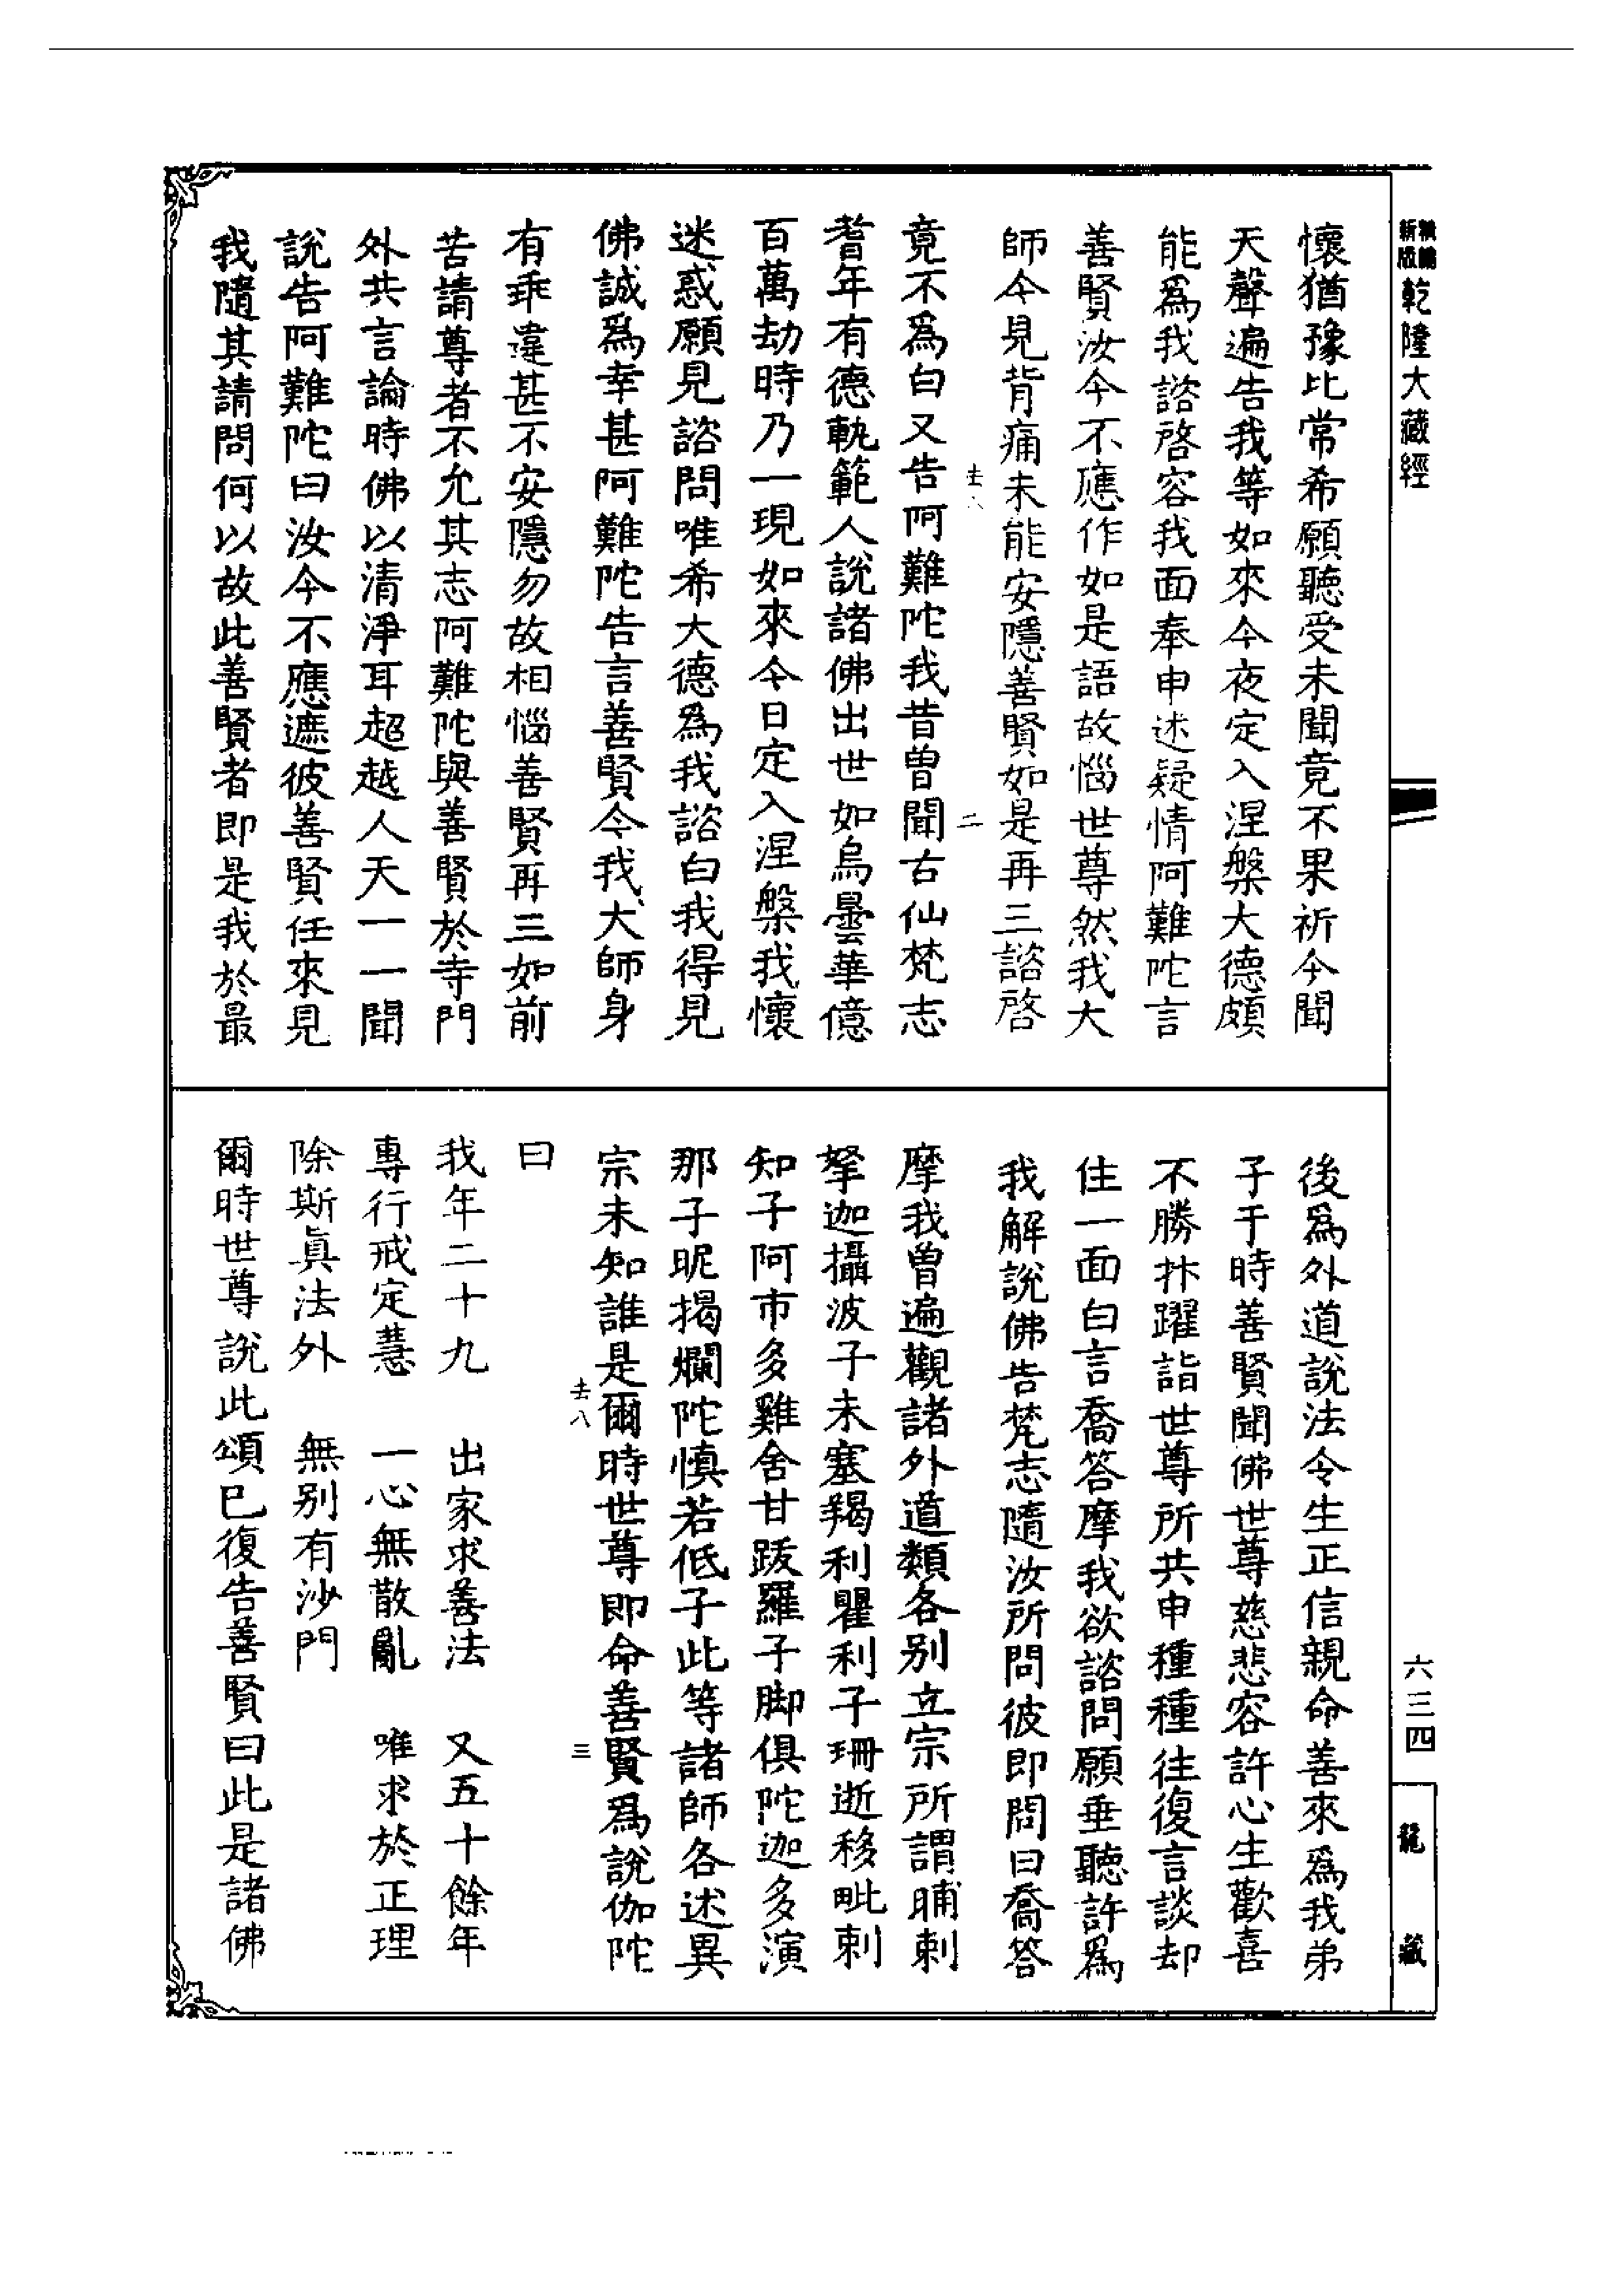 新版
精縮
乾隆大藏經
六三四
龍藏
懷猶豫比常希願聽受未聞竟不果祈今聞
天聲遍告我等如來今夜定入涅槃大德頗
能爲我諮啓容我面奉申述疑情阿難陀言
善賢汝今不應作如是語故惱世尊然我大
師今見背痛未能安隱善賢如是再三諮啓
二
竟不爲白又告阿難陀我昔曾聞古仙梵志
耆年有德軌範人說諸佛出世如烏曇華億
百萬劫時乃一現如來今日定入涅槃我懷
迷惑願見諮問唯希大德爲我諮白我得見
佛誠爲幸甚阿難陀告言善賢今我大師身
有乖違甚不安隱勿故相惱善賢再三如前
苦請尊者不允其志阿難陀與善賢於寺門
外共言論時佛以清淨耳超越人天一一聞
說告阿難陀曰汝今不應遮彼善賢任來見
我隨其請問何以故此善賢者即是我於最
後爲外道說法令生正信親命善來爲我弟
子于時善賢聞佛世尊慈悲容許心生歡喜
不勝抃躍詣世尊所共申種種往復言談却
住一面白言喬答摩我欲諮問願垂聽許爲
我解說佛告梵志隨汝所問彼即問曰喬答
摩我曾遍觀諸外道類各別立宗所謂晡剌
拏迦攝波子未塞羯利瞿利子珊逝移毗剌
知子阿市多雞舍甘跋羅子脚俱陀迦多演
那子昵揭爛陀慎若低子此等諸師各述異
宗未知誰是爾時世尊即命善賢爲說伽陀
去八
三
曰
我年二十九　出家求善法　又五十餘年
專行戒定慧　一心無散亂　唯求於正理
除斯真法外　無別有沙門
爾時世尊說此頌已復告善賢曰此是諸佛